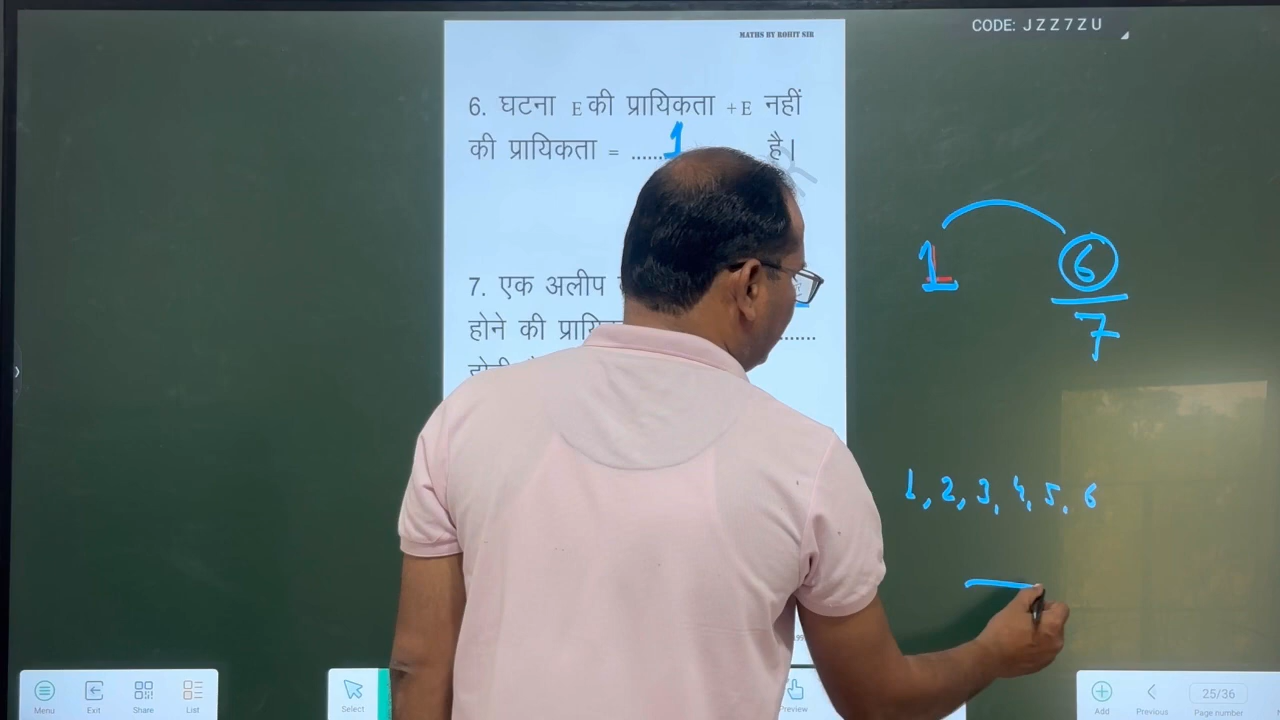 CODE: JZZ7ZU
MATHS BY ROHIT SIR
6. घटना E की प्रायिकता + E नहीं
की प्रायिकता = ......1 है।
7. एक अलीप
होने की
1 6
7
1, 2, 3, 4, 5, 6
Menu Exit Share List Select Add Previous 25/36 Page number